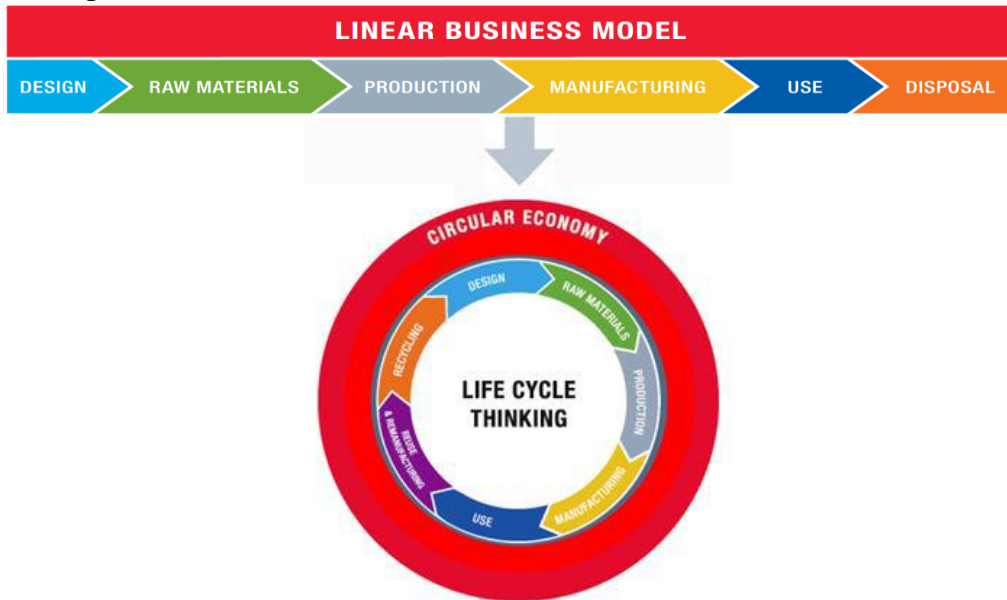 LINEAR BUSINESS MODEL
DESIGN RAW MATERIALS PRODUCTION MANUFACTURING USE DISPOSAL
CIRCULAR ECONOMY
DESIGN
RAW MATERIALS
PRODUCTION
MANUFACTURING
USE
REUSE
& REMANUFACTURING
RECYCLING
LIFE CYCLE
THINKING